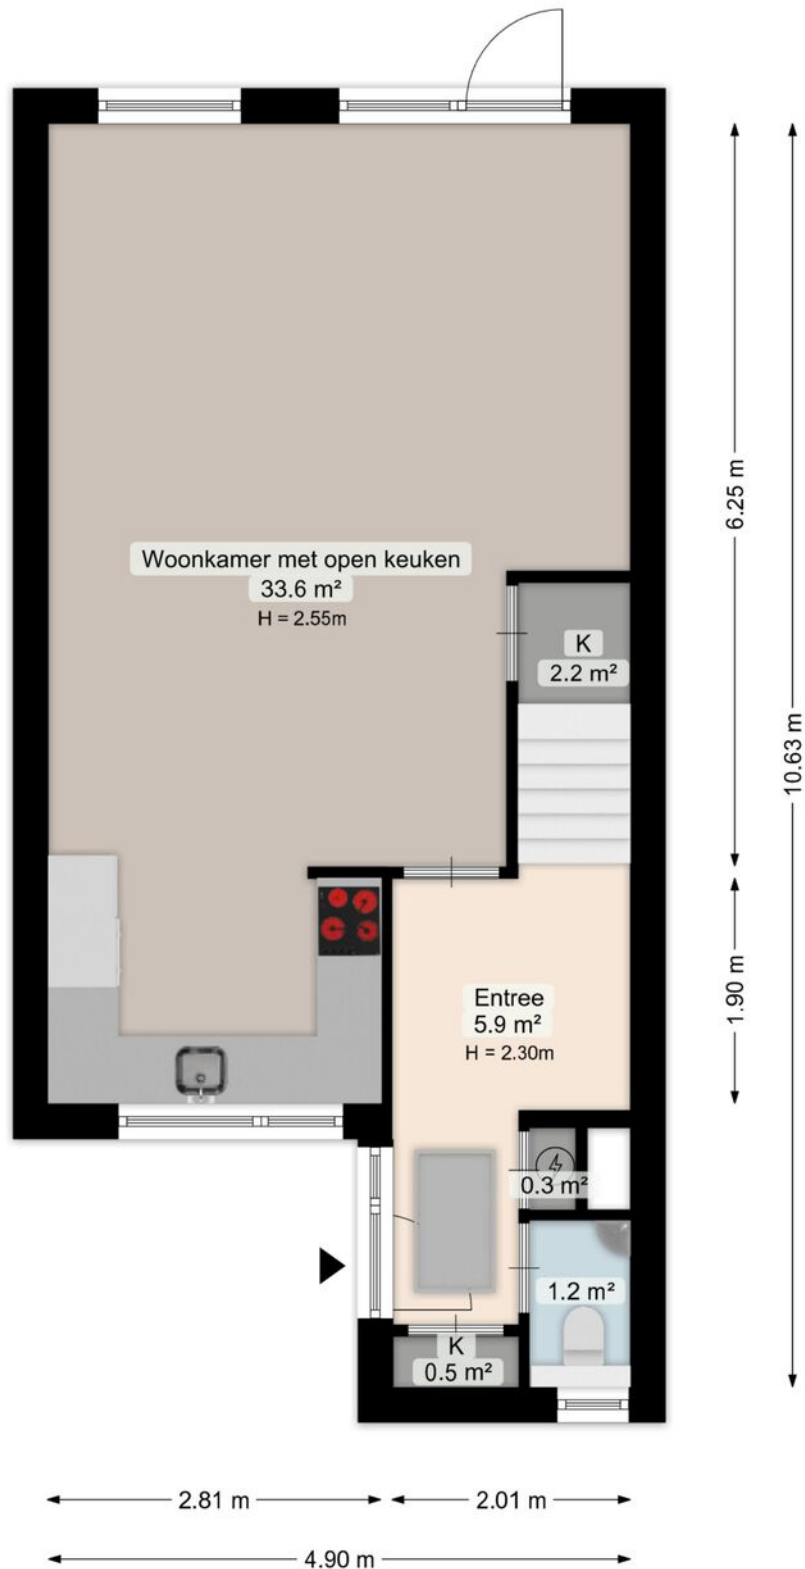 Woonkamer met open keuken
33.6 m²
H = 2.55m
6.25 m
K
2.2 m²
10.63 m
1.90 m
Entree
5.9 m²
H = 2.30m
0.3 m²
1.2 m²
K
0.5 m²
2.81 m
2.01 m
4.90 m